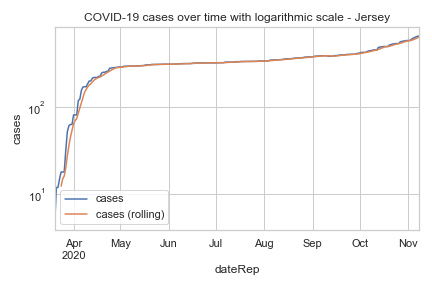 COVID-19 cases over time with logarithmic scale - Jersey
cases
10²
10¹
cases
cases (rolling)
Apr May Jun Jul Aug Sep Oct Nov
2020
dateRep